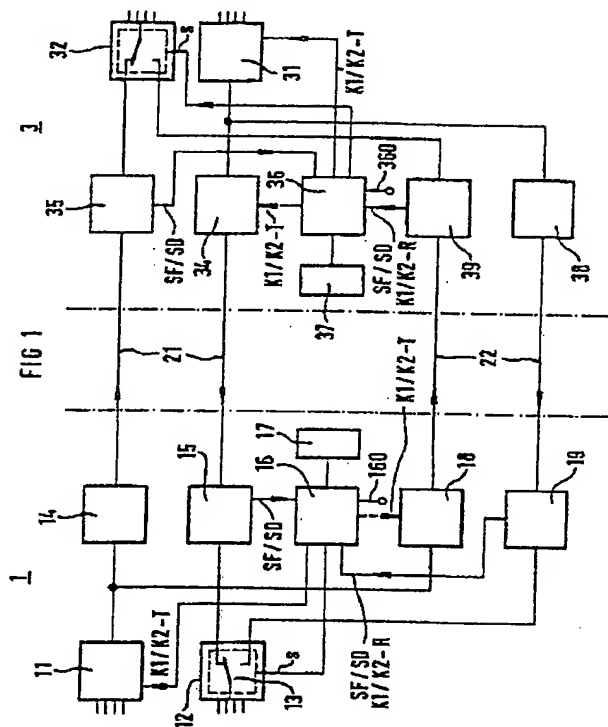 FIG 1
1
3
11
14
21
35
32
s
K1/K2-T
SF/SD
SF/SD
15
34
31
K1/K2-T
K1/K2-T
12
13
s
SF/SD
16
17
160
37
36
360
K1/K2-T
SF/SD
K1/K2-R
18
22
39
SF/SD
K1/K2-R
19
38